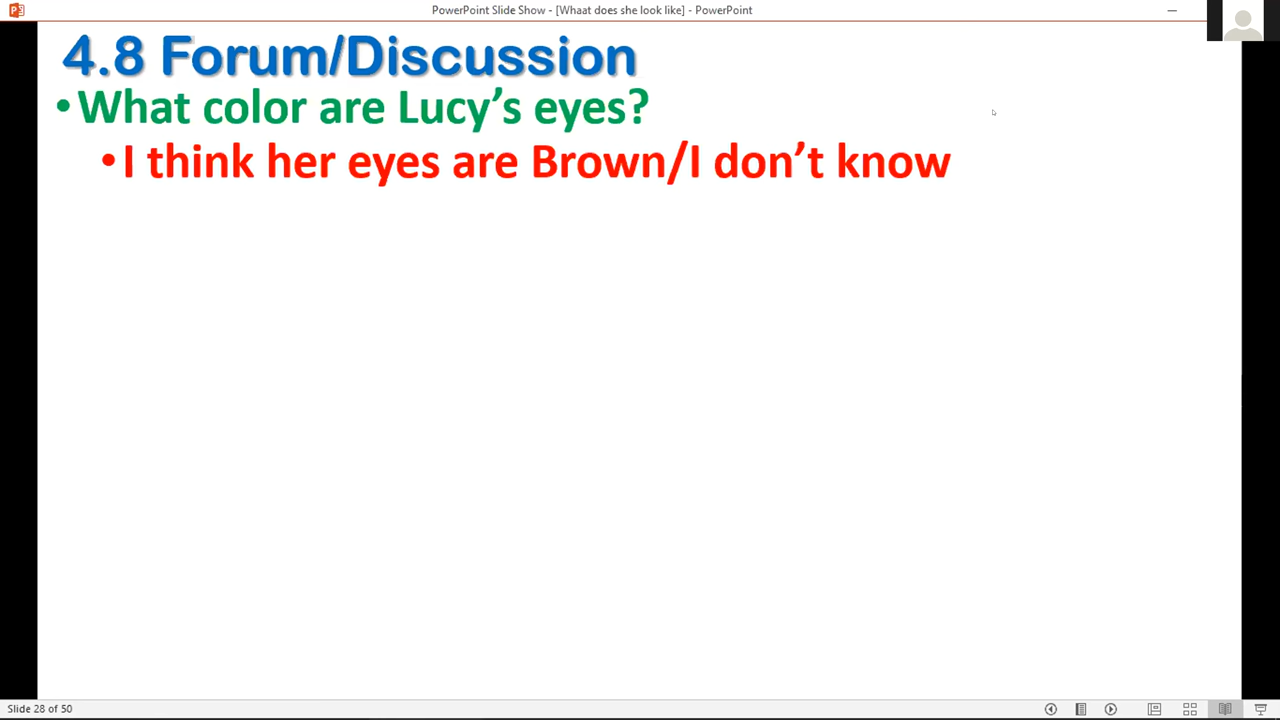 PowerPoint Slide Show - [Whaat does she look like] - PowerPoint
4.8 Forum/Discussion
•What color are Lucy’s eyes?
•I think her eyes are Brown/I don’t know
Slide 28 of 50